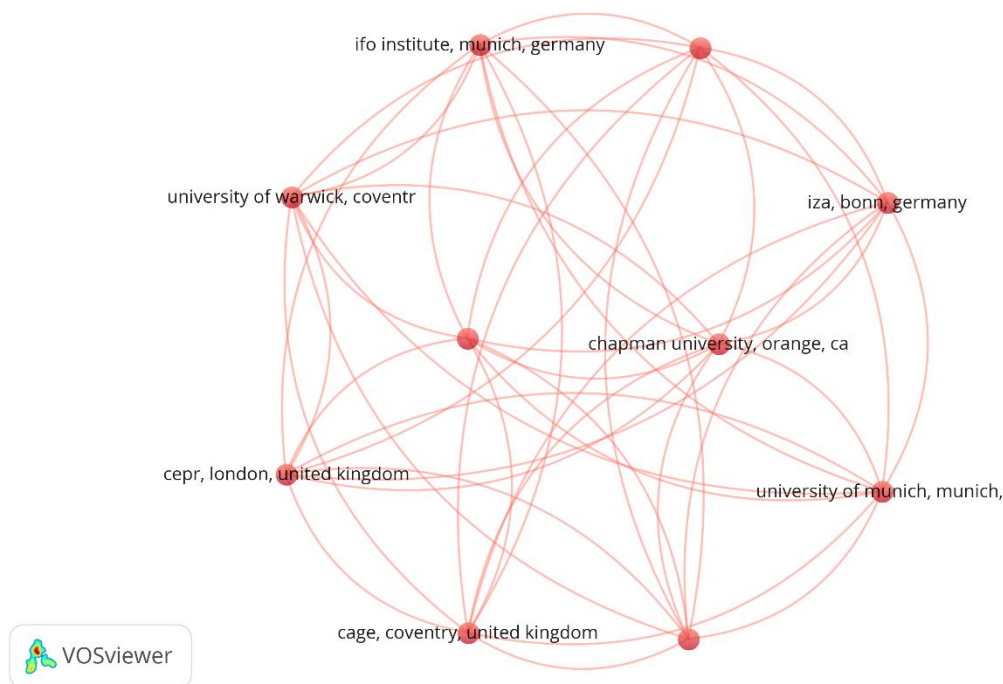 ifo institute, munich, germany
university of warwick, coventr
iza, bonn, germany
chapman university, orange, ca
cepr, london, united kingdom
university of munich, munich,
cage, coventry, united kingdom
VOSviewer